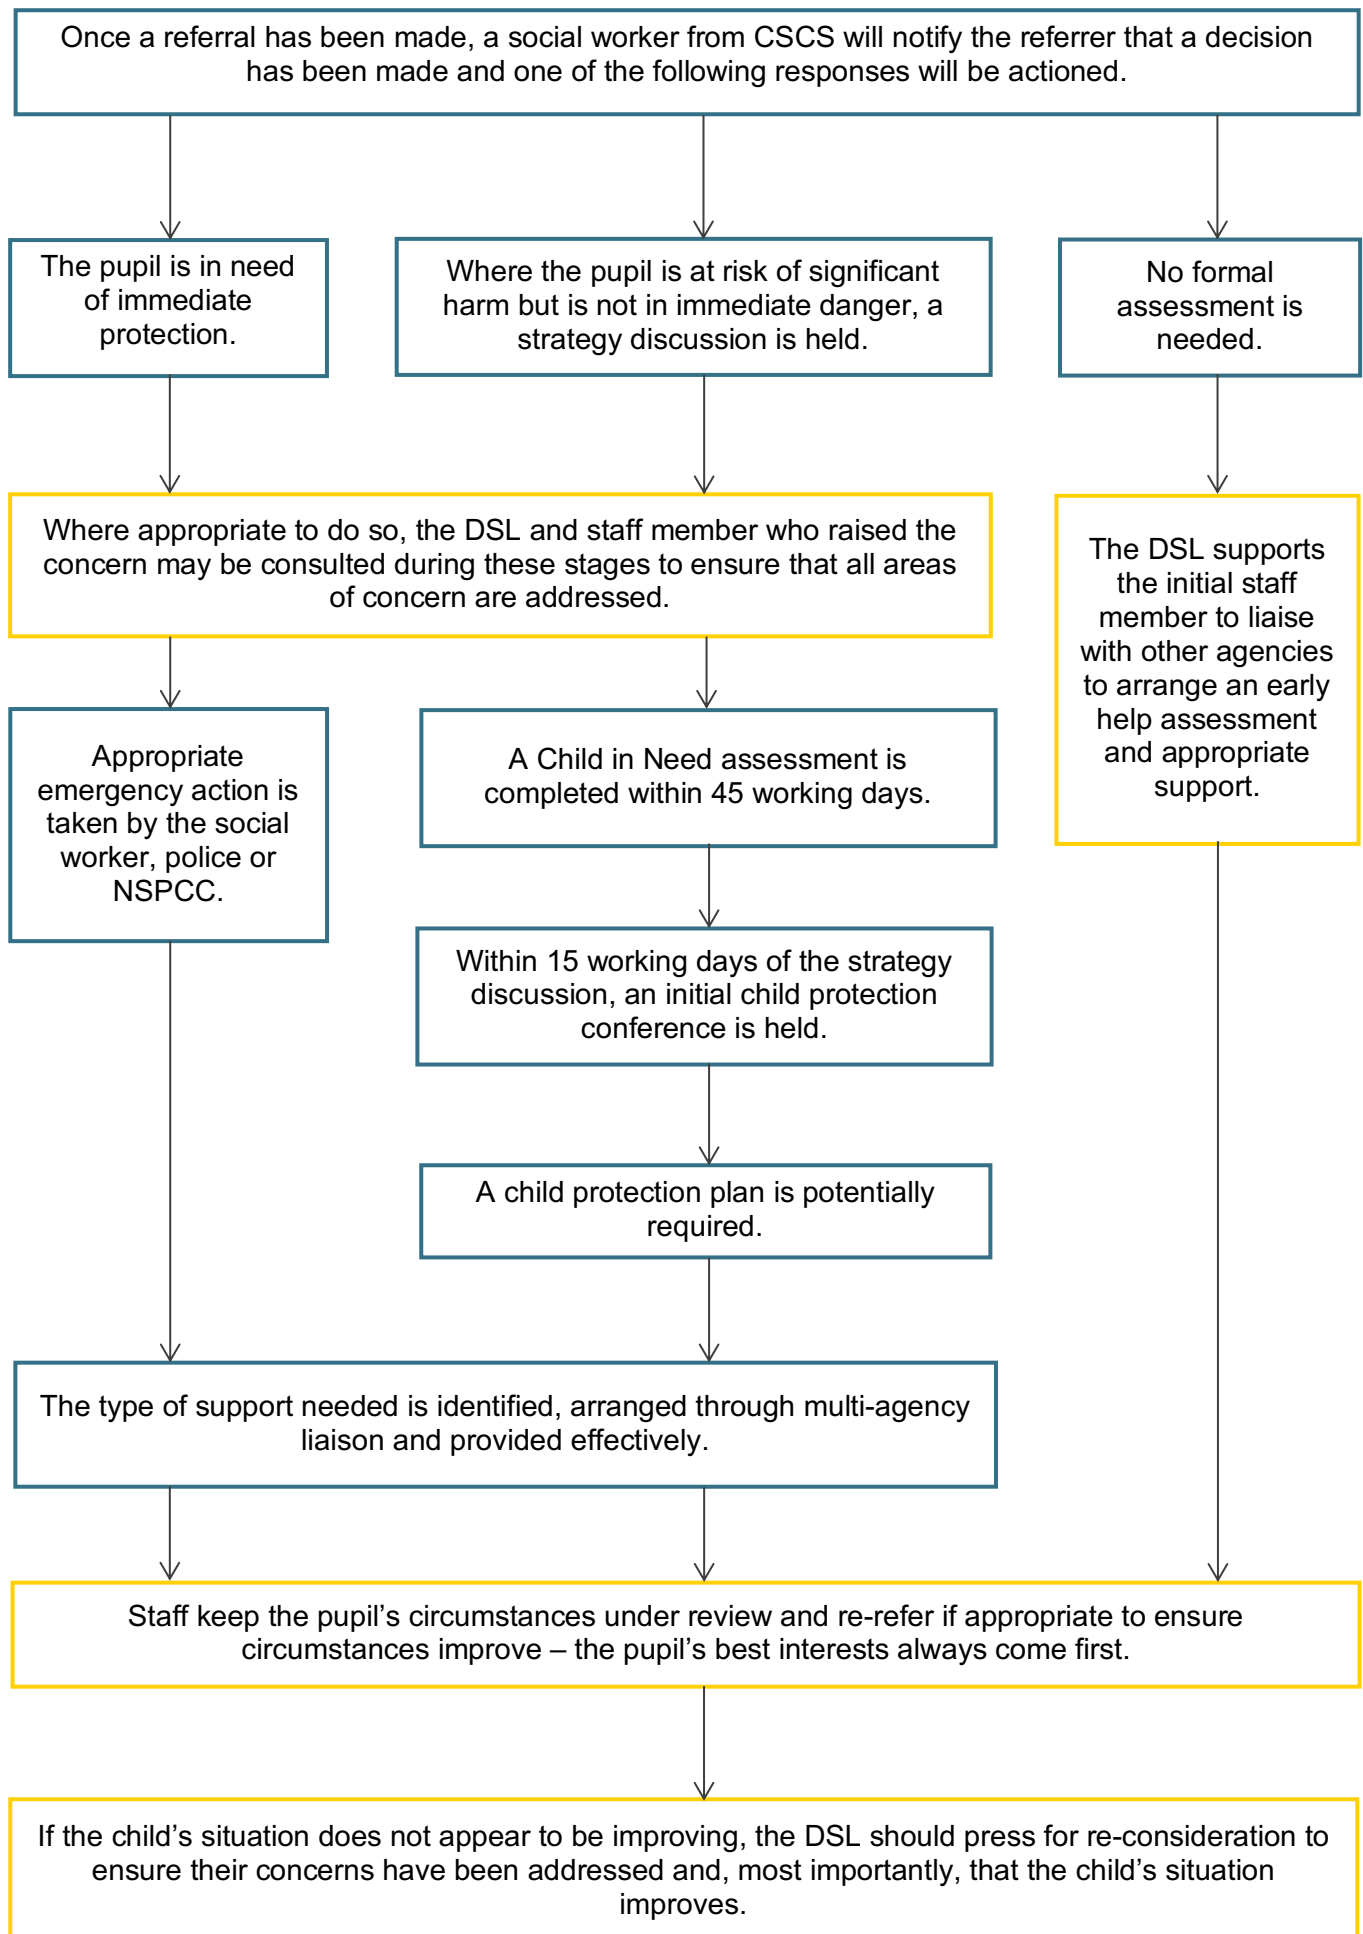 Once a referral has been made, a social worker from CSCS will notify the referrer that a decision
has been made and one of the following responses will be actioned.
The pupil is in need
of immediate
protection.
Where the pupil is at risk of significant
harm but is not in immediate danger, a
strategy discussion is held.
No formal
assessment is
needed.
Where appropriate to do so, the DSL and staff member who raised the
concern may be consulted during these stages to ensure that all areas
of concern are addressed.
The DSL supports
the initial staff
member to liaise
with other agencies
to arrange an early
help assessment
and appropriate
support.
Appropriate
emergency action is
taken by the social
worker, police or
NSPCC.
A Child in Need assessment is
completed within 45 working days.
Within 15 working days of the strategy
discussion, an initial child protection
conference is held.
A child protection plan is potentially
required.
The type of support needed is identified, arranged through multi-agency
liaison and provided effectively.
Staff keep the pupil’s circumstances under review and re-refer if appropriate to ensure
circumstances improve – the pupil’s best interests always come first.
If the child’s situation does not appear to be improving, the DSL should press for re-consideration to
ensure their concerns have been addressed and, most importantly, that the child’s situation
improves.